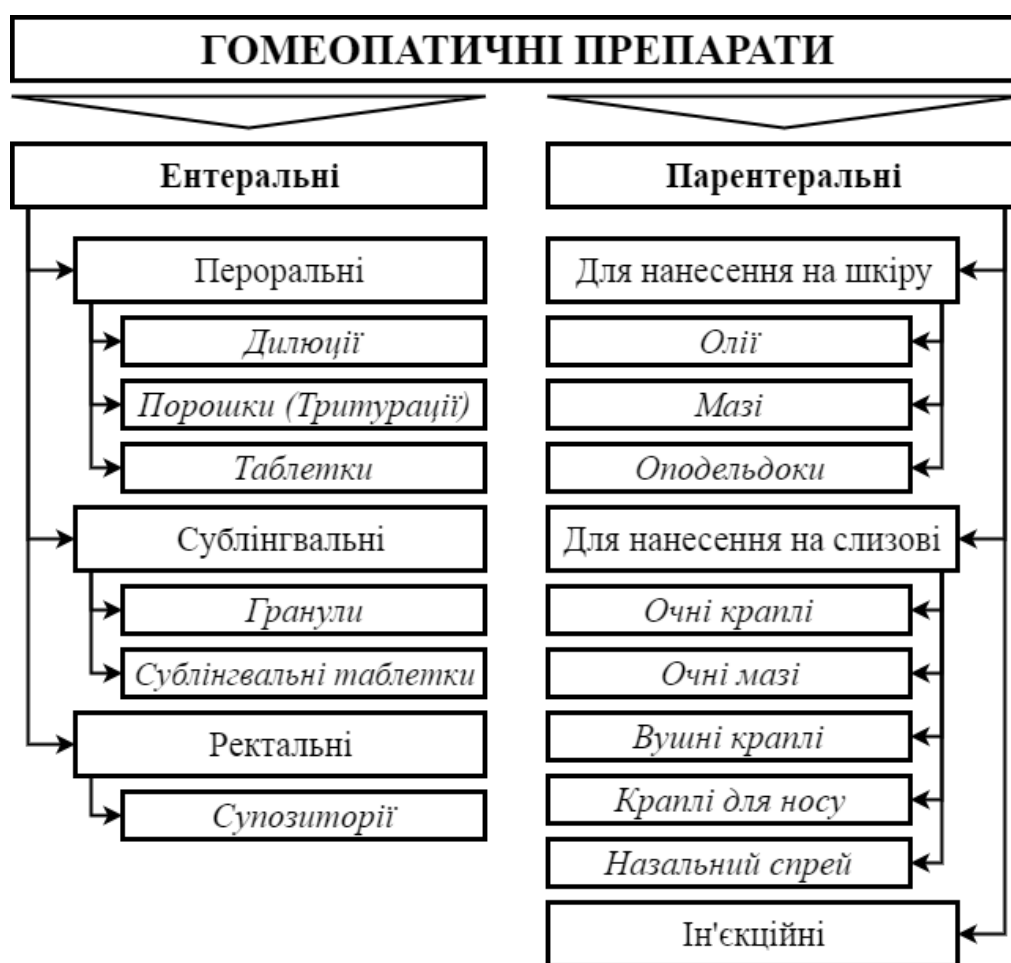 ГОМЕОПАТИЧНІ ПРЕПАРАТИ
Ентеральні
Пероральні
Дилюції
Порошки (Тритурації)
Таблетки
Сублінгвальні
Гранули
Сублінгвальні таблетки
Ректальні
Супозиторії
Парентеральні
Для нанесення на шкіру
Олії
Мазі
Оподельдоки
Для нанесення на слизові
Очні краплі
Очні мазі
Вушні краплі
Краплі для носу
Назальний спрей
Ін'єкційні